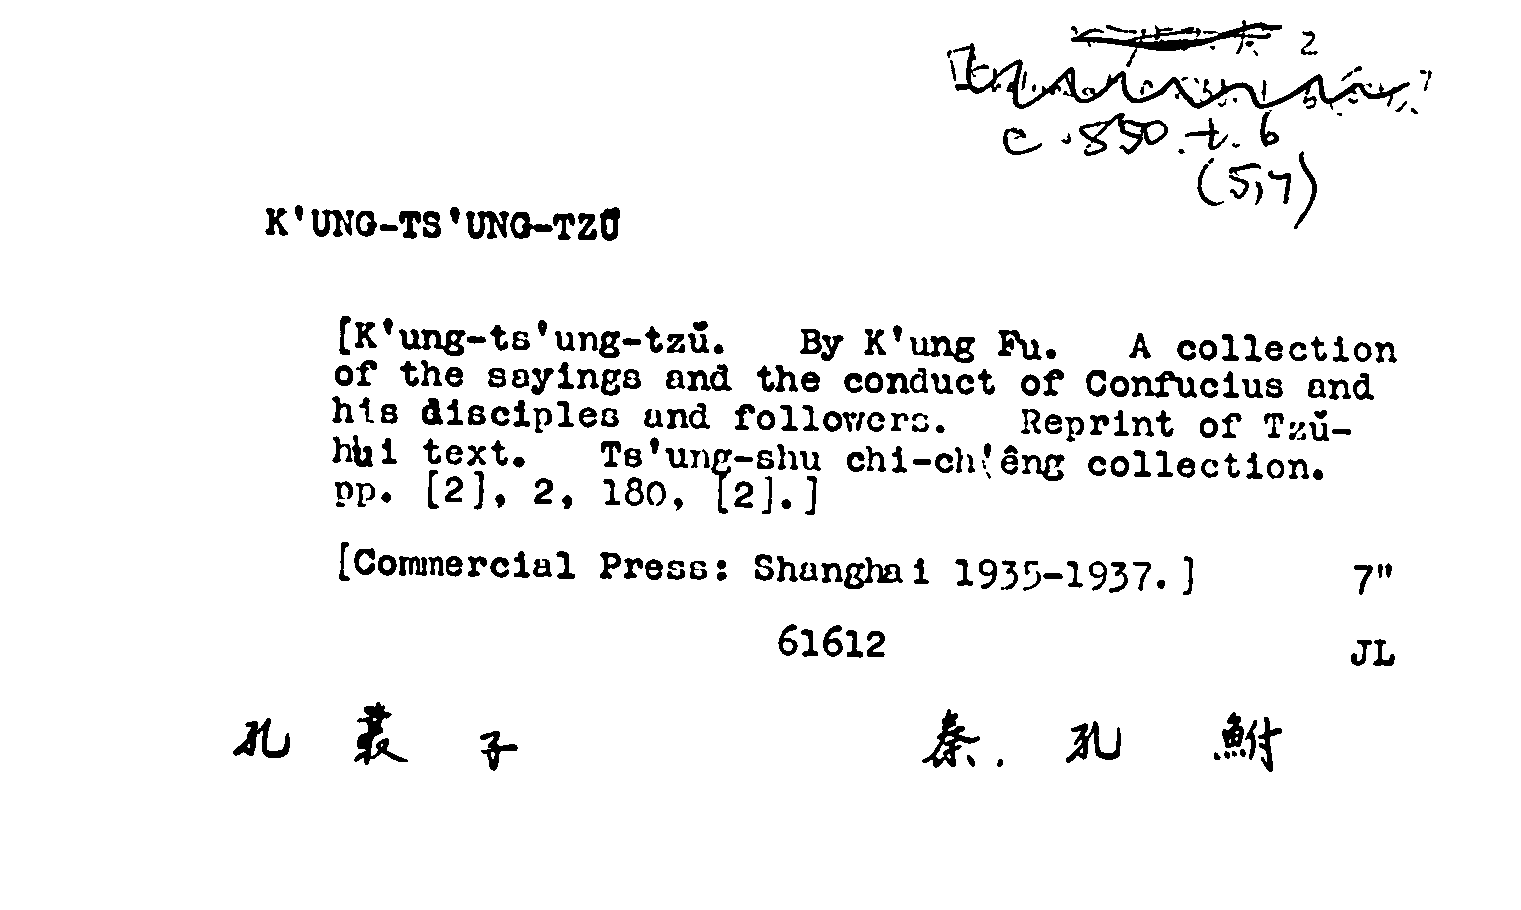 2
7
c.850.t.6
(5,7)
K'UNG-TS'UNG-TZŬ
[K'ung-ts'ung-tzŭ. By K'ung Fu. A collection
of the sayings and the conduct of Confucius and
his disciples and followers. Reprint of Tzŭ-
hui text. Ts'ung-shu chi-ch'êng collection.
pp. [2], 2, 180, [2].]
[Commercial Press: Shanghai 1935-1937.] 7"
61612 JL
孔 叢 子 秦. 孔 鮒